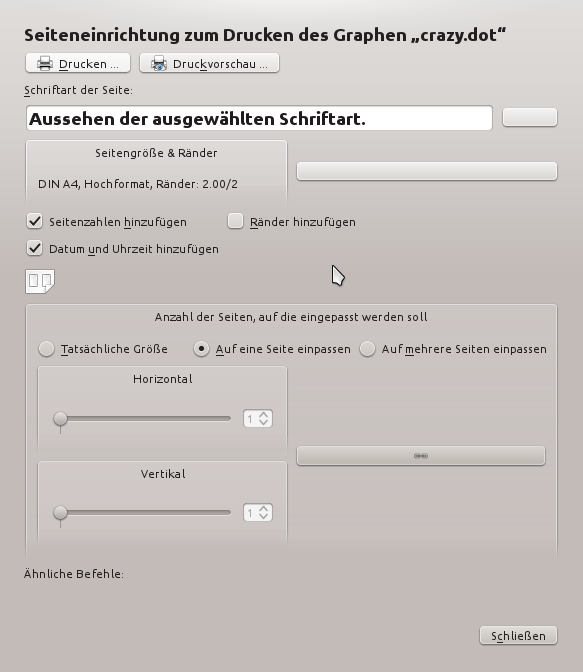 Seiteneinrichtung zum Drucken des Graphen „crazy.dot“
Drucken ... Druckvorschau ...
Schriftart der Seite:
Aussehen der ausgewählten Schriftart.
Seitengröße & Ränder
DIN A4, Hochformat, Ränder: 2.00/2
Seitenzahlen hinzufügen Ränder hinzufügen
Datum und Uhrzeit hinzufügen
Anzahl der Seiten, auf die eingepasst werden soll
Tatsächliche Größe Auf eine Seite einpassen Auf mehrere Seiten einpassen
Horizontal
1
Vertikal
1
Ähnliche Befehle:
Schließen